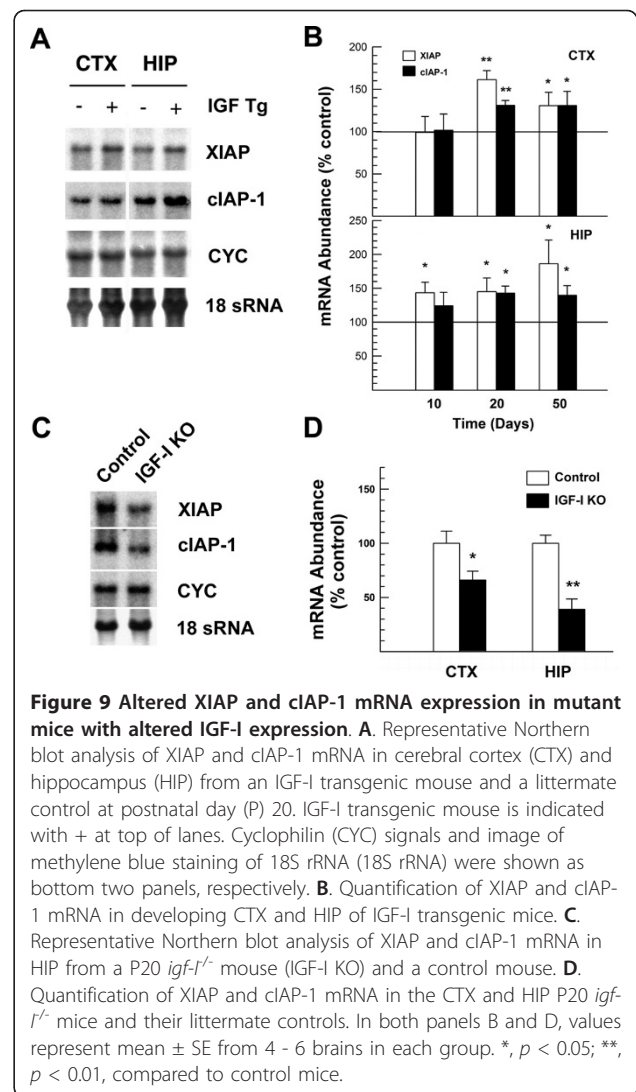 A
CTX HIP
- + - + IGF Tg
XIAP
cIAP-1
CYC
18 sRNA
B
mRNA Abundance (% control)
200
150
100
50
XIAP
cIAP-1
CTX
** ** * *
200
150
100
50
HIP
* * * * *
10 20 50
Time (Days)
C
Control IGF-I KO
XIAP
cIAP-1
CYC
18 sRNA
D
mRNA Abundance
(% control)
150
100
50
Control
IGF-I KO
* **
CTX HIP
Figure 9 Altered XIAP and cIAP-1 mRNA expression in mutant
mice with altered IGF-I expression. A. Representative Northern
blot analysis of XIAP and cIAP-1 mRNA in cerebral cortex (CTX) and
hippocampus (HIP) from an IGF-I transgenic mouse and a littermate
control at postnatal day (P) 20. IGF-I transgenic mouse is indicated
with + at top of lanes. Cyclophilin (CYC) signals and image of
methylene blue staining of 18S rRNA (18S rRNA) were shown as
bottom two panels, respectively. B. Quantification of XIAP and cIAP-
1 mRNA in developing CTX and HIP of IGF-I transgenic mice. C.
Representative Northern blot analysis of XIAP and cIAP-1 mRNA in
HIP from a P20 igf-I-/- mouse (IGF-I KO) and a control mouse. D.
Quantification of XIAP and cIAP-1 mRNA in the CTX and HIP P20 igf-
I-/- mice and their littermate controls. In both panels B and D, values
represent mean ± SE from 4 - 6 brains in each group. *, p < 0.05; **,
p < 0.01, compared to control mice.